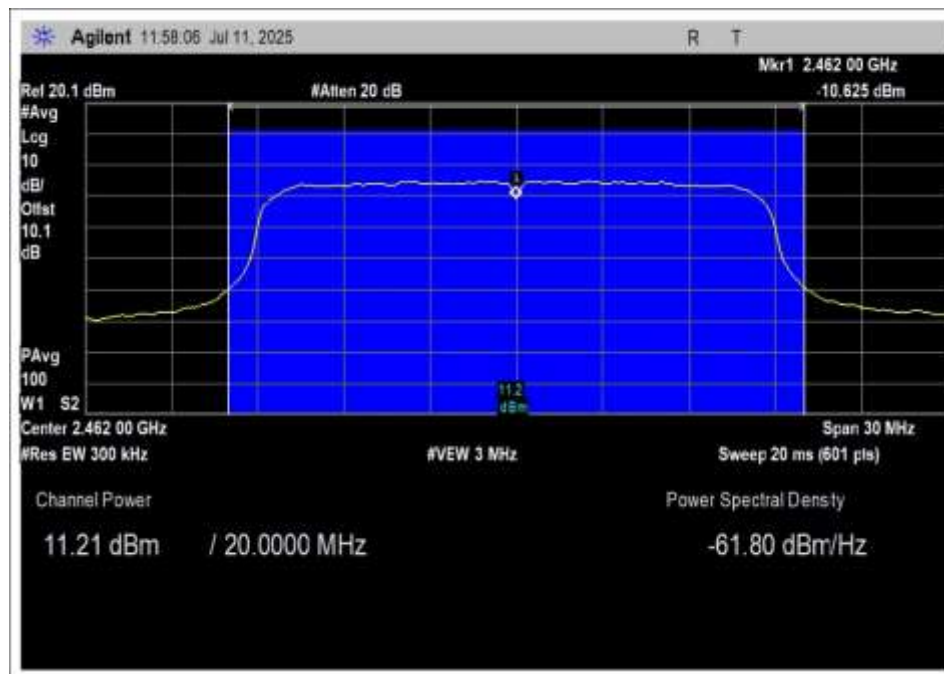 Agilent 11:58:06 Jul 11, 2025 R T
Mkr1 2.462 00 GHz
Ref 20.1 dBm #Atten 20 dB -10.625 dBm
#Avg
Log
10
dB/
Offst
10.1
dB
1
PAvg
100
11.2
dBm
W1 S2
Center 2.462 00 GHz Span 30 MHz
#Res BW 300 kHz #VBW 3 MHz Sweep 20 ms (601 pts)
Channel Power Power Spectral Density
11.21 dBm / 20.0000 MHz -61.80 dBm/Hz